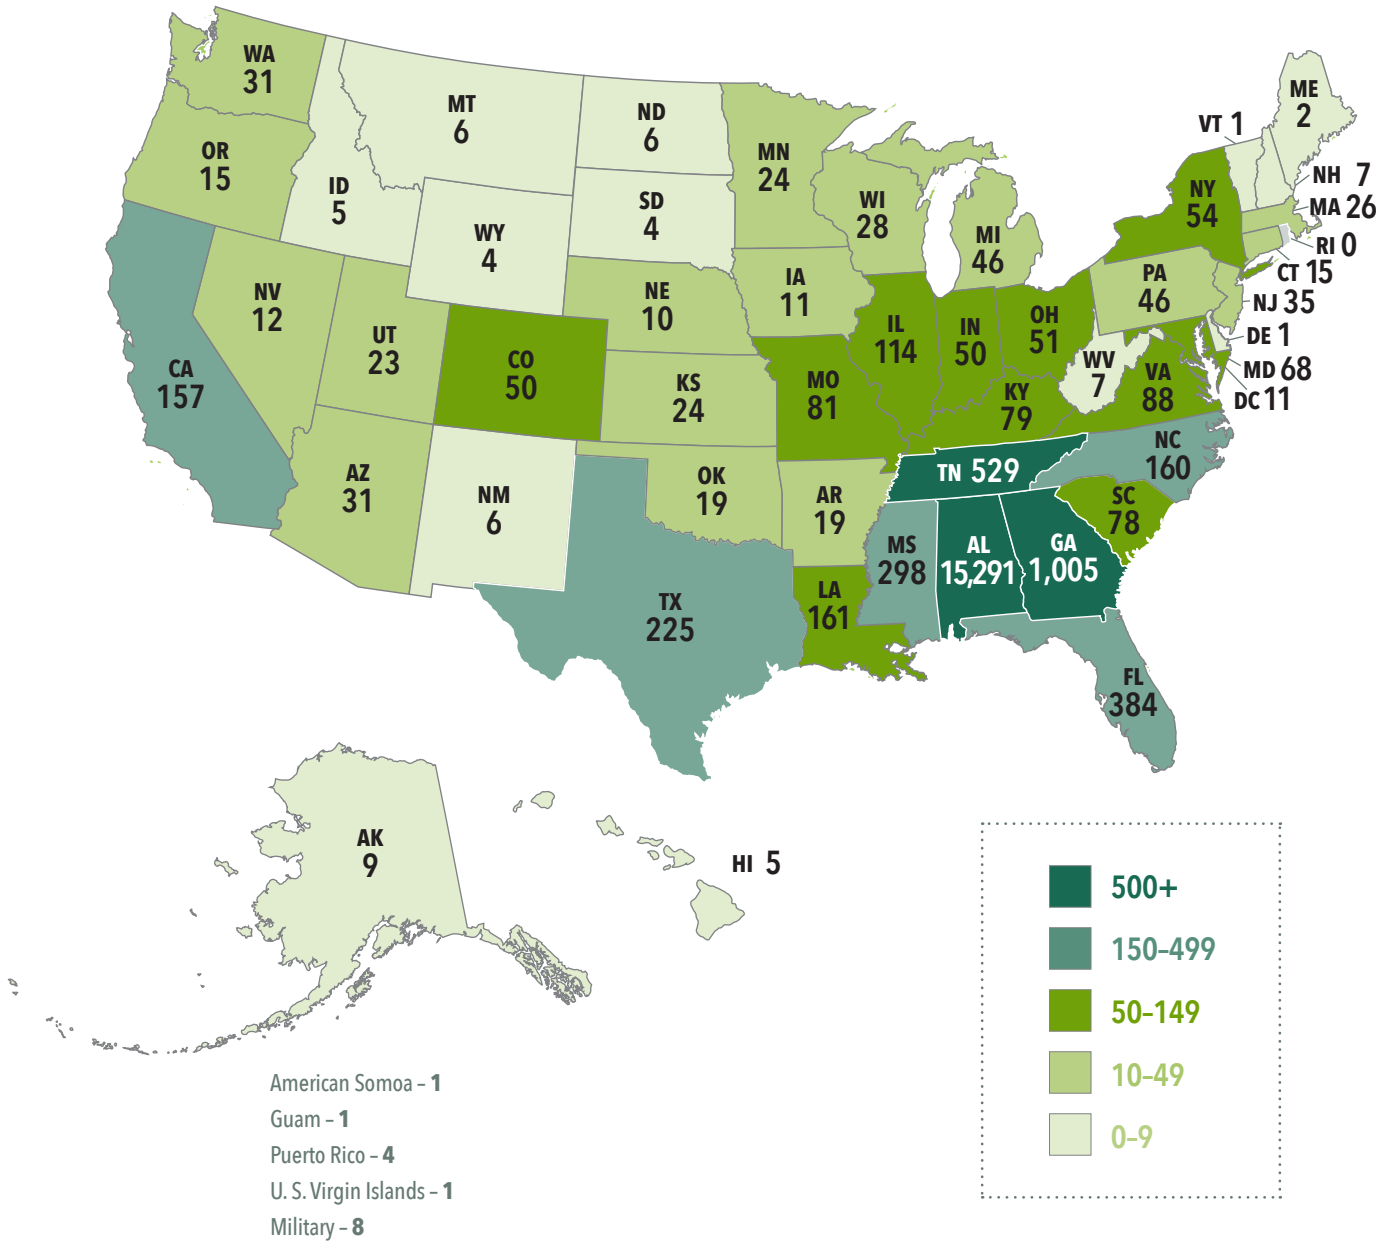 WA
31
OR
15
ID
5
MT
6
ND
6
SD
4
WY
4
MN
24
WI
28
MI
46
ME
2
VT 1
NH 7
NY
54
MA 26
RI 0
CT 15
PA
46
NJ 35
DE 1
MD 68
DC 11
NV
12
UT
23
CO
50
NE
10
IA
11
IL
114
IN
50
OH
51
WV
7
VA
88
KY
79
MO
81
KS
24
CA
157
AZ
31
NM
6
OK
19
AR
19
TN 529
NC
160
SC
78
MS
298
AL
15,291
GA
1,005
LA
161
TX
225
FL
384
AK
9
HI 5
500+
150–499
50–149
10–49
0–9
American Somoa – 1
Guam – 1
Puerto Rico – 4
U. S. Virgin Islands – 1
Military – 8